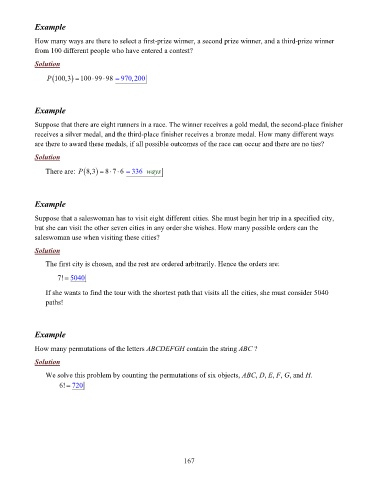 Example
How many ways are there to select a first-prize winner, a second prize winner, and a third-prize winner
from 100 different people who have entered a contest?
Solution
P(100,3) = 100·99·98 = 970,200
Example
Suppose that there are eight runners in a race. The winner receives a gold medal, the second-place finisher
receives a silver medal, and the third-place finisher receives a bronze medal. How many different ways
are there to award these medals, if all possible outcomes of the race can occur and there are no ties?
Solution
There are: P(8,3) = 8·7·6 = 336 ways
Example
Suppose that a saleswoman has to visit eight different cities. She must begin her trip in a specified city,
but she can visit the other seven cities in any order she wishes. How many possible orders can the
saleswoman use when visiting these cities?
Solution
The first city is chosen, and the rest are ordered arbitrarily. Hence the orders are:
7! = 5040
If she wants to find the tour with the shortest path that visits all the cities, she must consider 5040
paths!
Example
How many permutations of the letters ABCDEFGH contain the string ABC ?
Solution
We solve this problem by counting the permutations of six objects, ABC, D, E, F, G, and H.
6! = 720
167